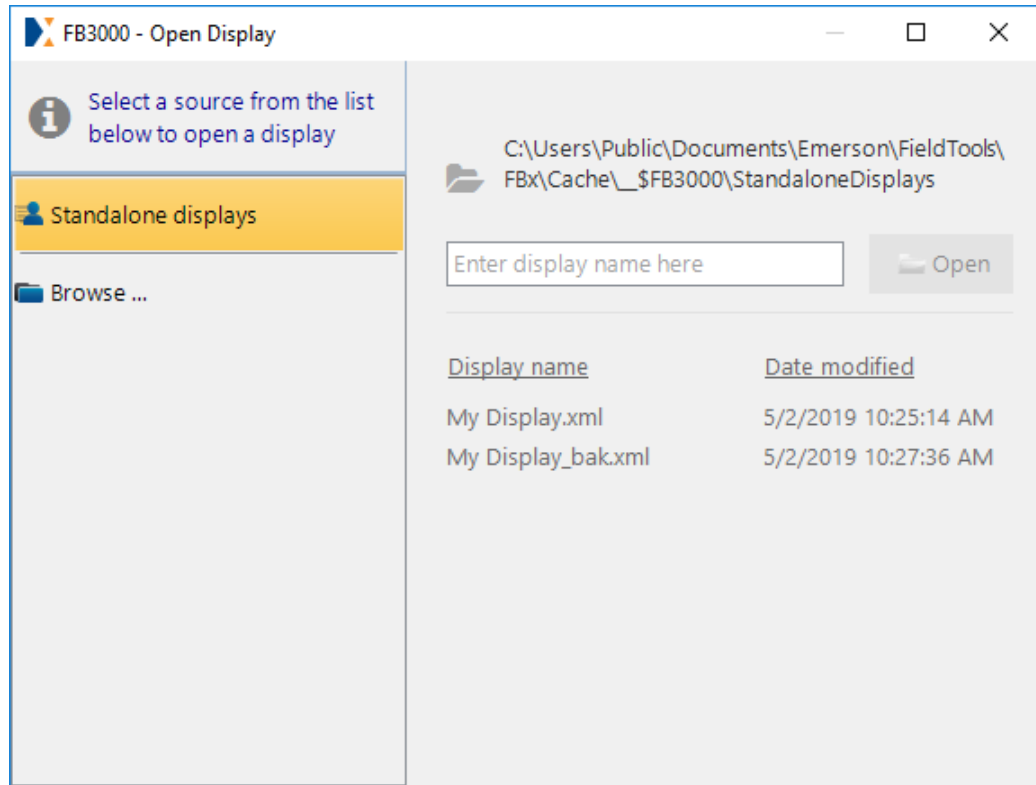 FB3000 - Open Display
Select a source from the list
below to open a display
Standalone displays
Browse ...
C:\Users\Public\Documents\Emerson\FieldTools\
FBx\Cache\__$FB3000\StandaloneDisplays
Enter display name here
Open
Display name Date modified
My Display.xml 5/2/2019 10:25:14 AM
My Display_bak.xml 5/2/2019 10:27:36 AM